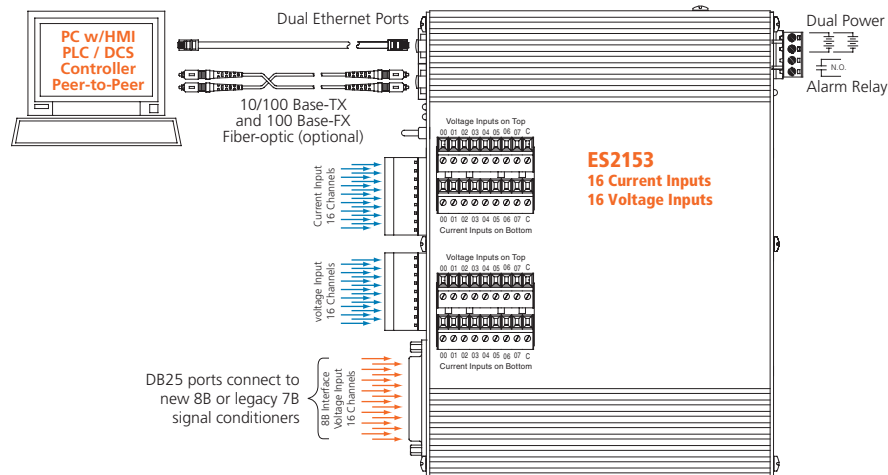 Dual Ethernet Ports
PC w/HMI
PLC / DCS
Controller
Peer-to-Peer
10/100 Base-TX
and 100 Base-FX
Fiber-optic (optional)
Dual Power
N.O.
Alarm Relay
Voltage Inputs on Top
00 01 02 03 04 05 06 07 C
00 01 02 03 04 05 06 07 C
Current Inputs on Bottom
ES2153
16 Current Inputs
16 Voltage Inputs
Current Input
16 Channels
Voltage Inputs on Top
00 01 02 03 04 05 06 07 C
00 01 02 03 04 05 06 07 C
Current Inputs on Bottom
voltage Input
16 Channels
DB25 ports connect to
new 8B or legacy 7B
signal conditioners
8B Interface
Voltage Input
16 Channels